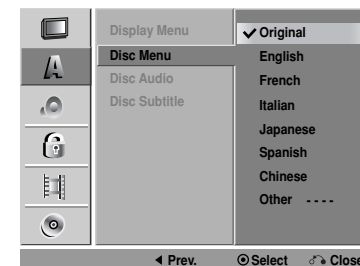 Display Menu
Disc Menu
Disc Audio
Disc Subtitle
Original
English
French
Italian
Japanese
Spanish
Chinese
Other - - - -
Prev. Select Close